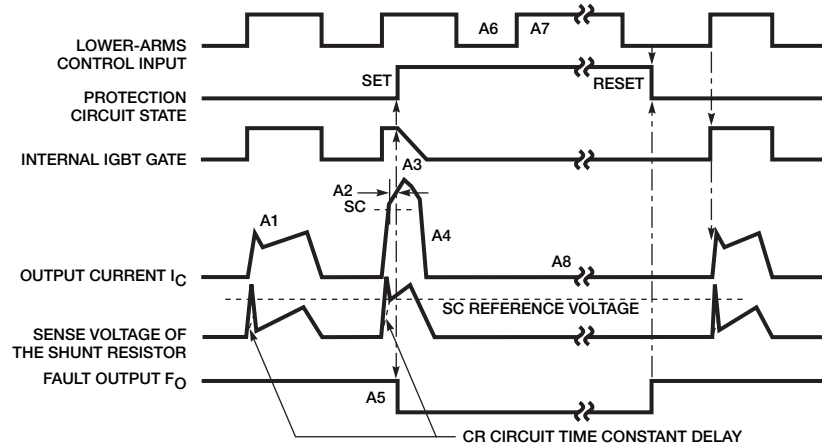 A6
A7
LOWER-ARMS
CONTROL INPUT
SET
RESET
PROTECTION
CIRCUIT STATE
INTERNAL IGBT GATE
A3
A2
SC
A1
A4
A8
OUTPUT CURRENT IC
SC REFERENCE VOLTAGE
SENSE VOLTAGE OF
THE SHUNT RESISTOR
FAULT OUTPUT FO
A5
CR CIRCUIT TIME CONSTANT DELAY